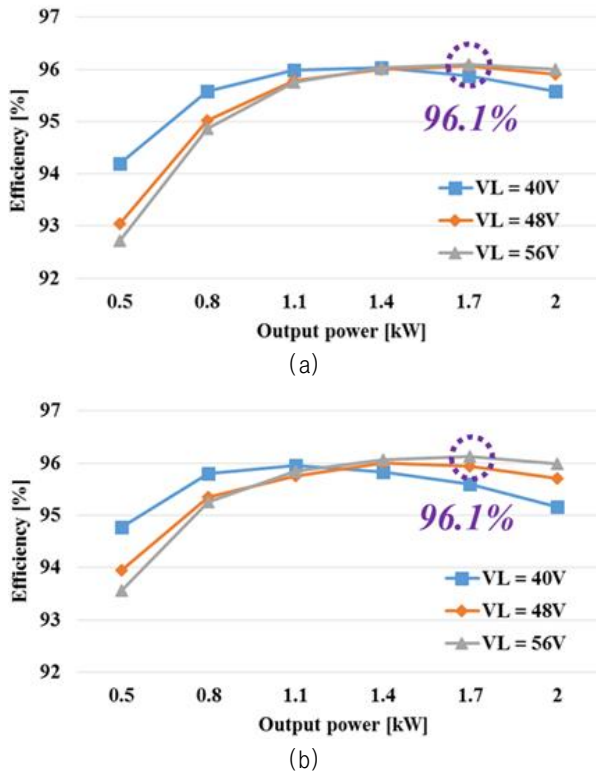 97
96
95
94
93
92
Efficiency [%]
96.1%
VL = 40V
VL = 48V
VL = 56V
0.5 0.8 1.1 1.4 1.7 2
Output power [kW]
(a)
97
96
95
94
93
92
Efficiency [%]
96.1%
VL = 40V
VL = 48V
VL = 56V
0.5 0.8 1.1 1.4 1.7 2
Output power [kW]
(b)